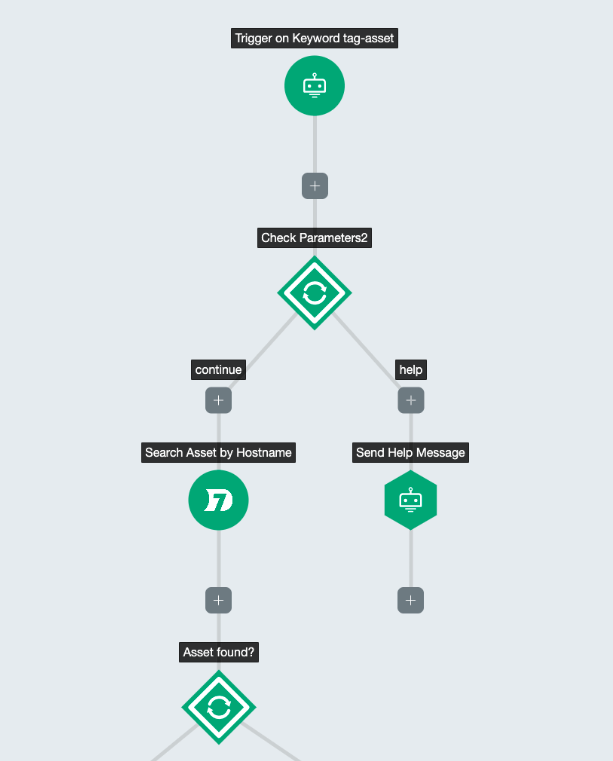 Trigger on Keyword tag-asset
Check Parameters2
continue
help
Search Asset by Hostname
Send Help Message
Asset found?